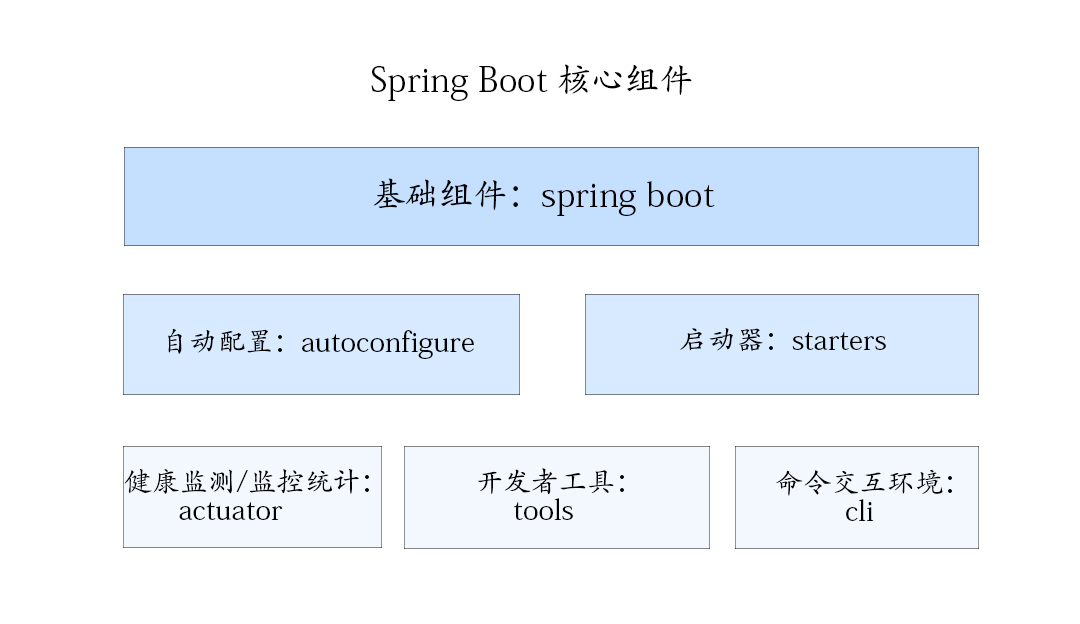 Spring Boot 核心组件
基础组件：spring boot
自动配置：autoconfigure
启动器：starters
健康监测/监控统计：
actuator
开发者工具：
tools
命令交互环境：
cli